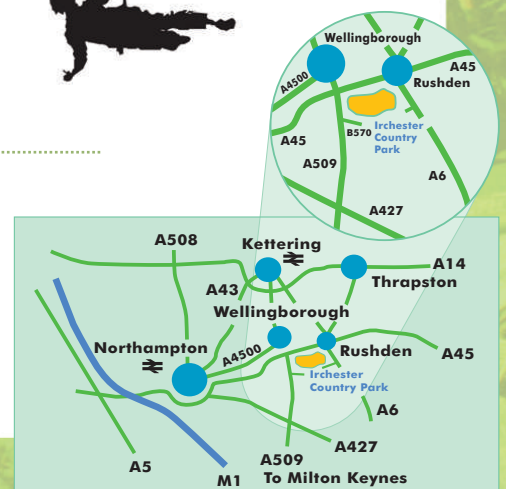 Wellingborough
A4500
A45
Rushden
B570
Irchester
Country
Park
A45
A509
A6
A427
A508
Kettering
A14
Thrapston
A43
Wellingborough
Northampton
A4500
Rushden
A45
Irchester
Country Park
A6
A427
A5
A509
M1
To Milton Keynes